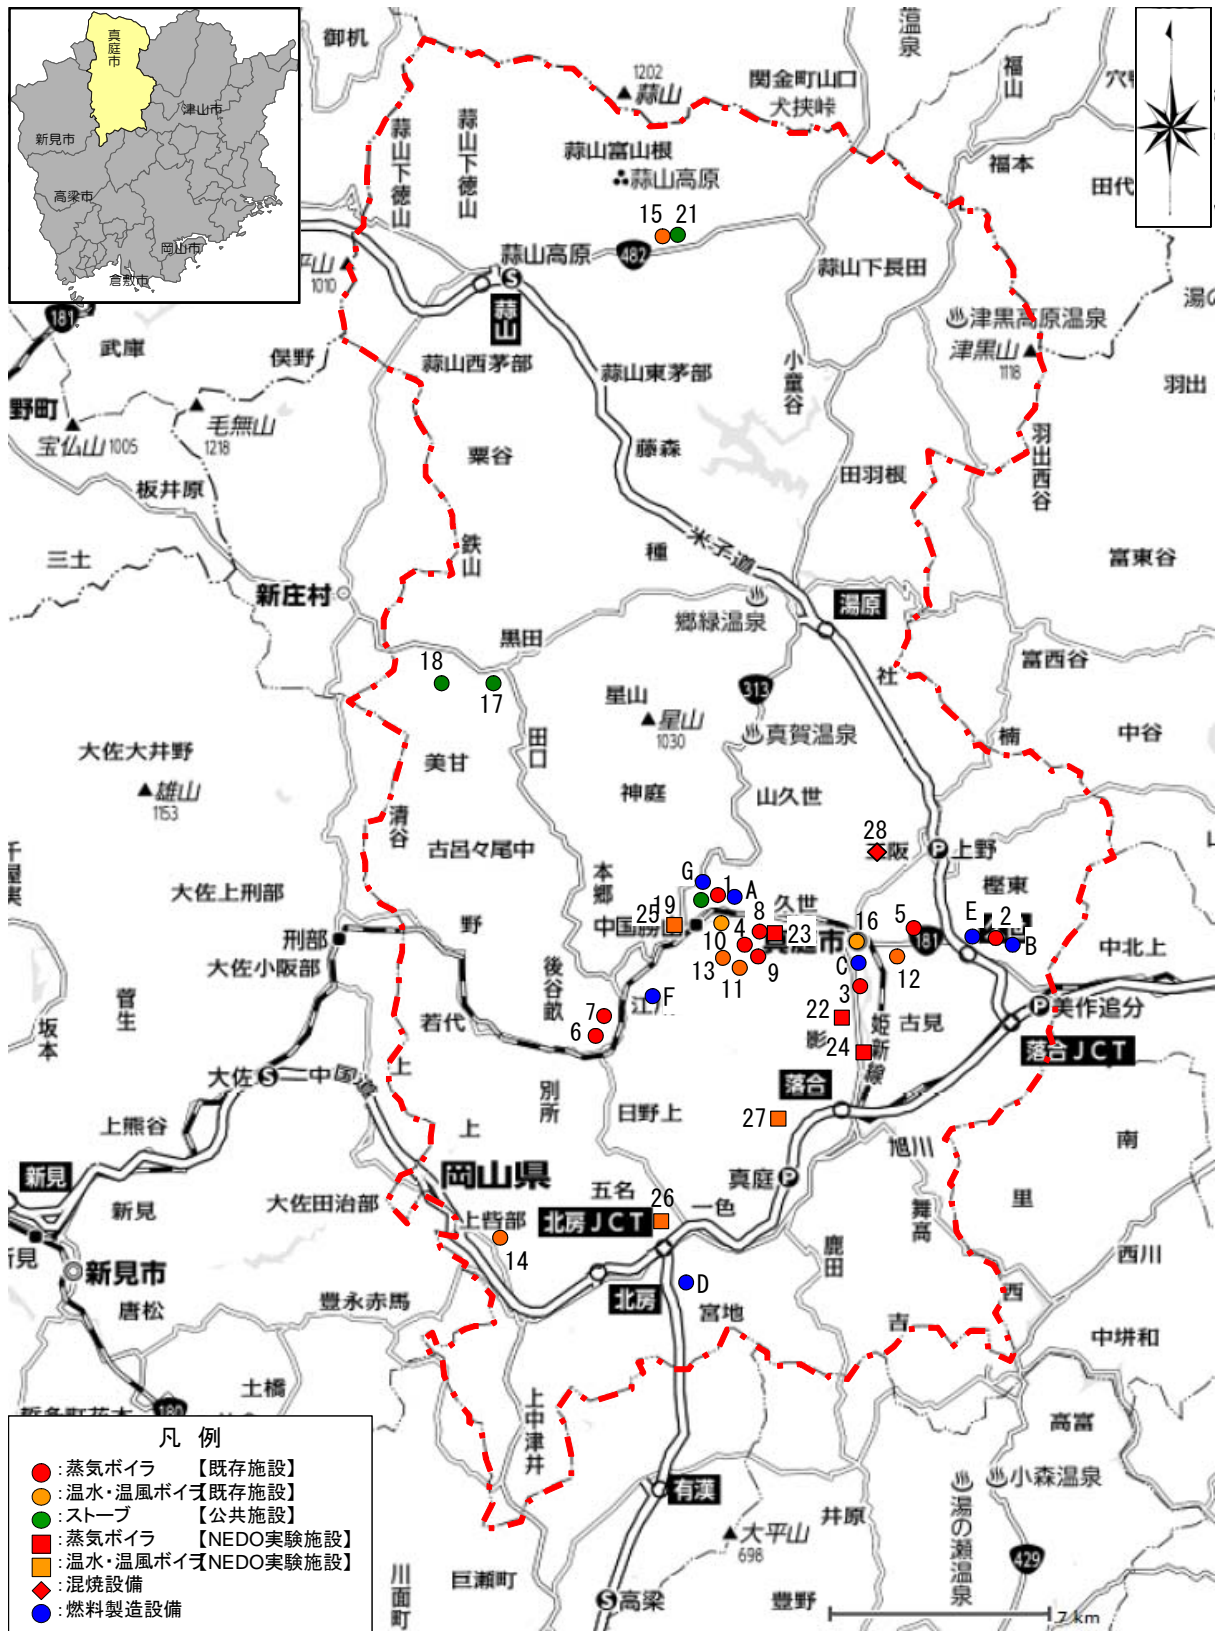 真庭市
津山市
新見市
高梁市
岡山市
倉敷市
御机
1202
蒜山
関金町山口
犬挟峠
福山
蒜山下徳山
蒜山下徳山
蒜山富山根
蒜山高原
福本
田代
15
21
482
蒜山高原
蒜山下長田
蒜山
1010
181
武庫
俣野
蒜山西茅部
蒜山東茅部
小童谷
津黒高原温泉
津黒山
1118
羽出
野町
宝仏山 1005
毛無山
1218
粟谷
藤森
田羽根
羽出西谷
板井原
三土
鉄山
種
米子道
富東谷
新庄村
郷緑温泉
湯原
黒田
18
17
社
富西谷
星山
星山
1030
313
真賀温泉
楠
中谷
大佐大井野
雄山
1153
美甘
田口
神庭
山久世
清谷
古呂々尾中
28
上野
大佐上刑部
本郷
G
1
A
久世
樫東
刑部
野
25
19
10
4
8
23
真庭市
16
5
181
E
2
B
中北上
大佐小阪部
後谷畝
13
11
9
C
12
菅生
坂本
若代
7
6
F
3
22
影
24
姫新線
古見
美作追分
落合JCT
大佐
中国道
上
別所
落合
日野上
27
上熊谷
上
旭川
南
新見
岡山県
真庭
新見
大佐田治部
五名
26
一色
舞高
里
上呰部
北房JCT
14
鹿田
西川
新見市
北房
D
西
唐松
豊永赤馬
宮地
吉
中垪和
土橋
180
上中津井
高富
小森温泉
有漢
湯の瀬温泉
井原
大平山
698
429
川面町
巨瀬町
高梁
豊野
7 km
凡 例
:蒸気ボイラ 【既存施設】
:温水・温風ボイラ【既存施設】
:ストーブ 【公共施設】
:蒸気ボイラ 【NEDO実験施設】
:温水・温風ボイラ【NEDO実験施設】
:混焼設備
:燃料製造設備